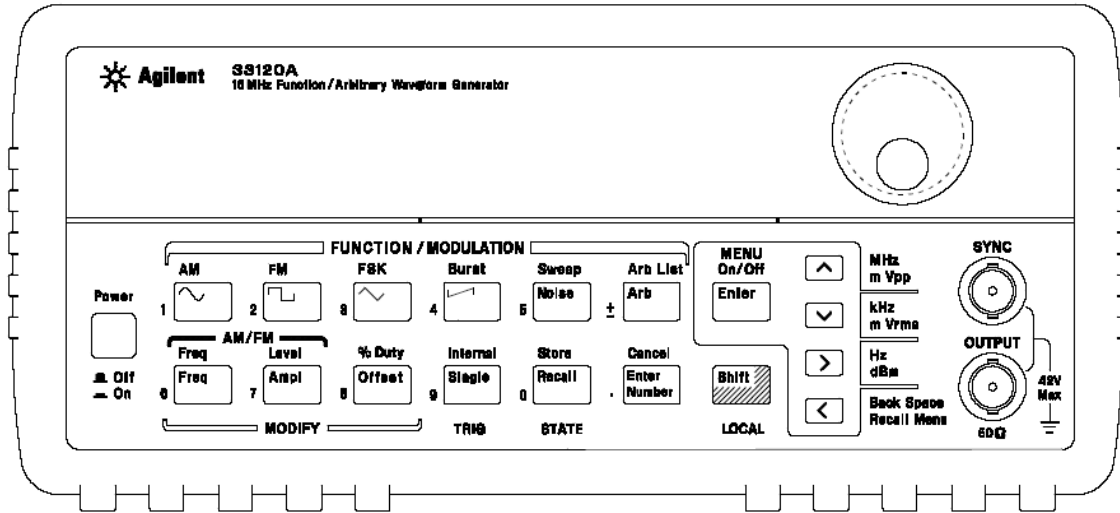 Agilent
33120A
15 MHz Function / Arbitrary Waveform Generator
FUNCTION / MODULATION
AM FM FSK Burst Sweep Arb List
1 2 3 4 5 Noise ± Arb
MENU
On/Off
Enter
MHz
m Vpp
kHz
m Vrms
Hz
dBm
Back Space
Recall Menu
SYNC
OUTPUT
42V
Max
50Ω
Power
Off
On
AM/FM
Freq Level % Duty Internal Store Cancel
6 Freq 7 Ampl 8 Offset 9 Single 0 Recall . Enter
Number
Shift
MODIFY TRIG STATE LOCAL